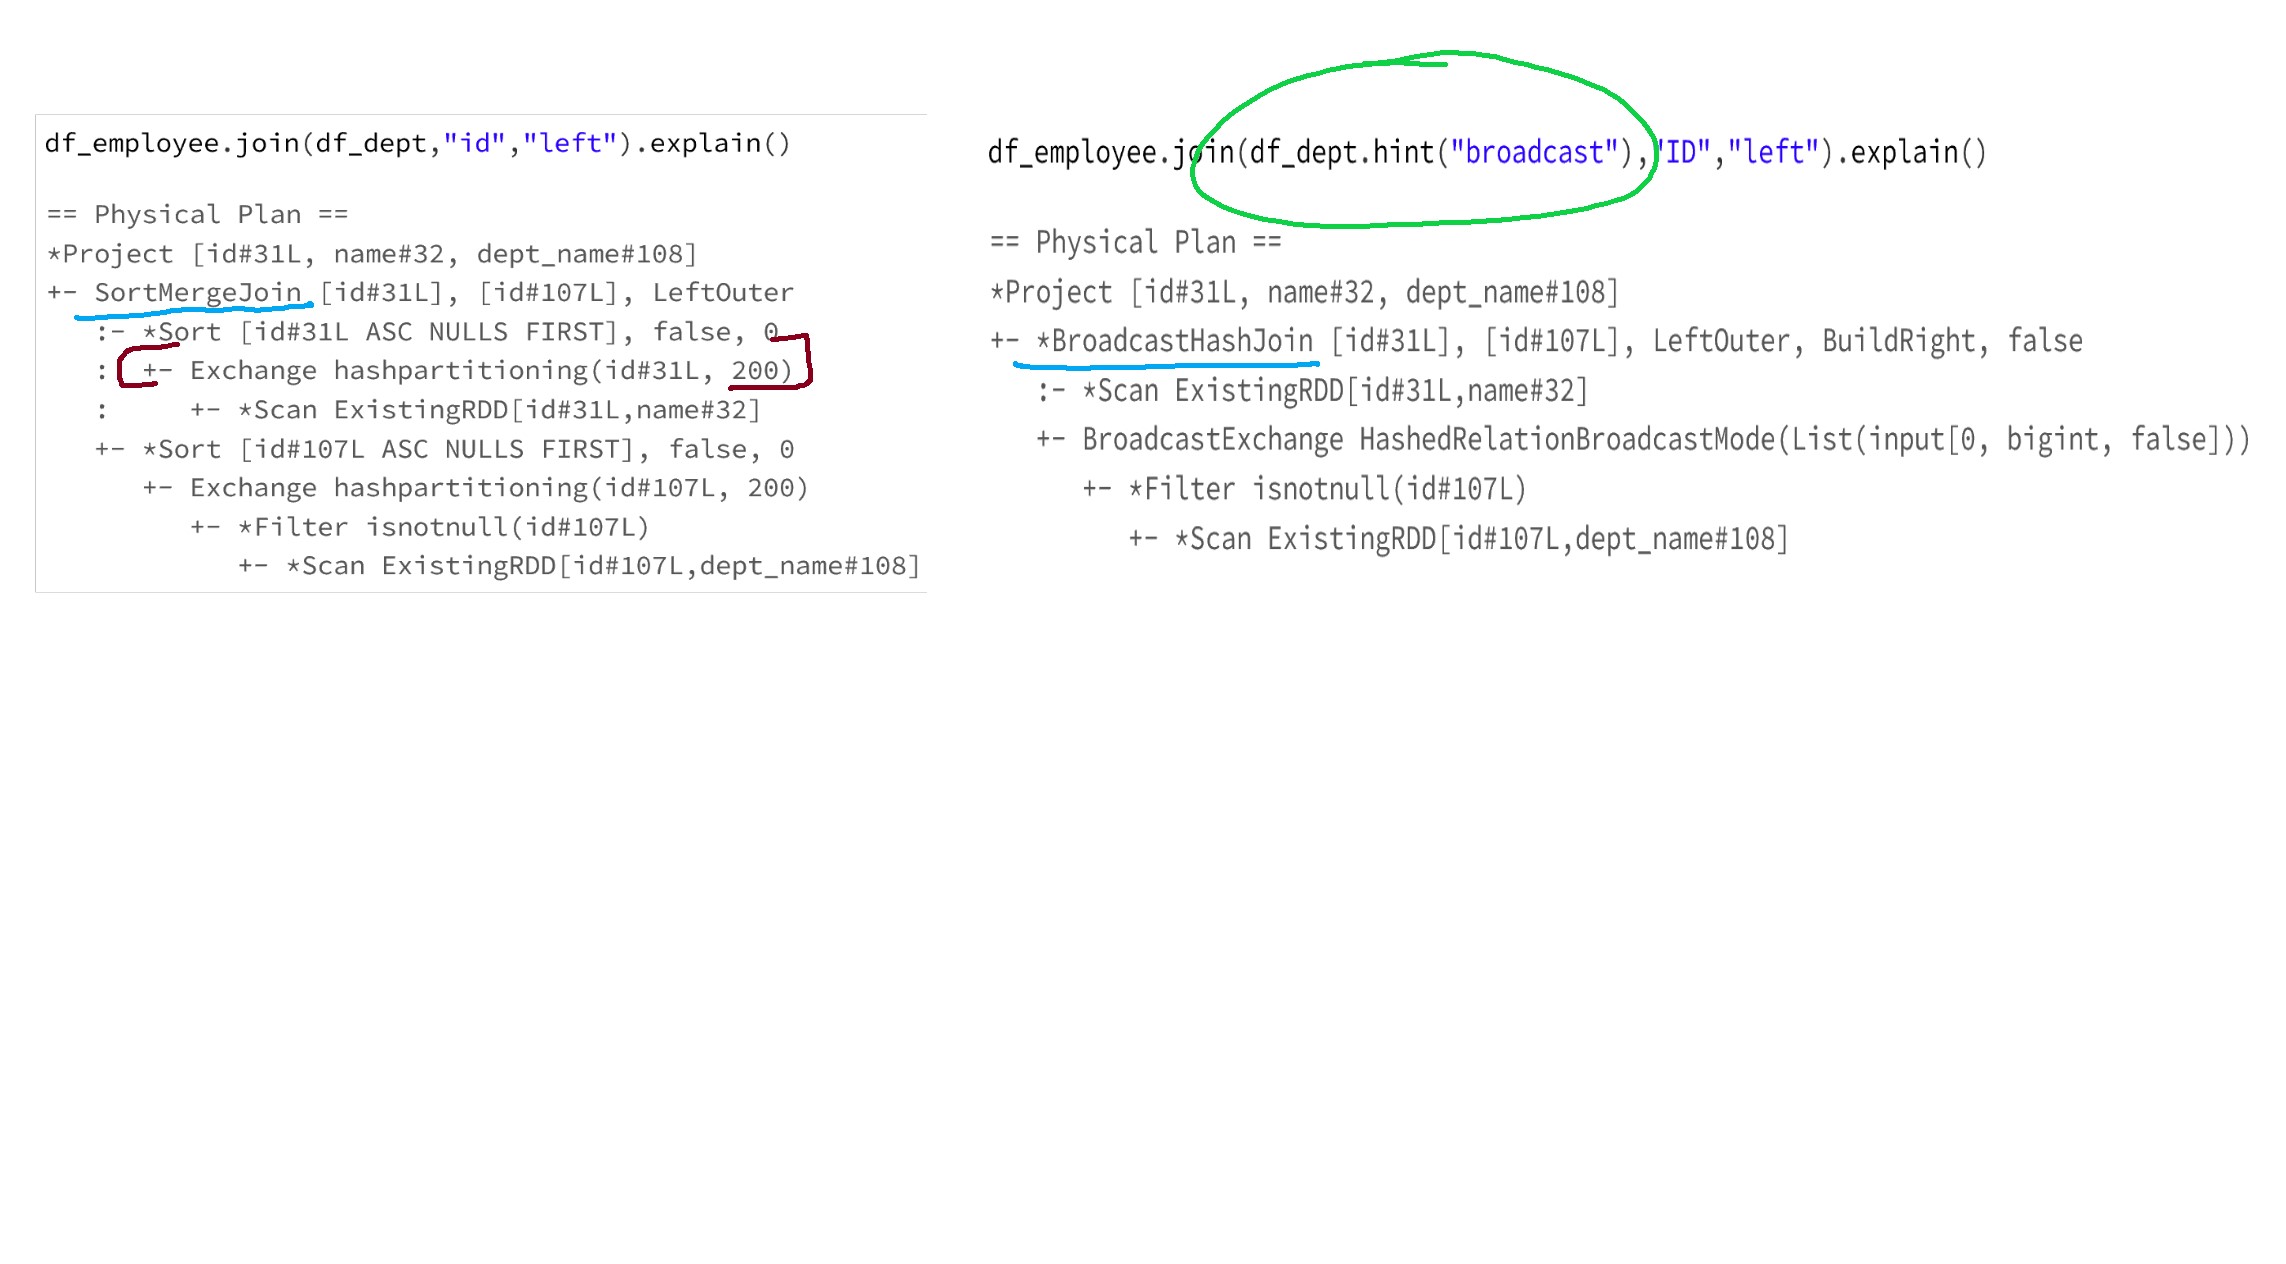 df_employee.join(df_dept,"id","left").explain()
== Physical Plan ==
*Project [id#31L, name#32, dept_name#108]
+- SortMergeJoin [id#31L], [id#107L], LeftOuter
   :- *Sort [id#31L ASC NULLS FIRST], false, 0
   :  +- Exchange hashpartitioning(id#31L, 200)
   :     +- *Scan ExistingRDD[id#31L,name#32]
   +- *Sort [id#107L ASC NULLS FIRST], false, 0
      +- Exchange hashpartitioning(id#107L, 200)
         +- *Filter isnotnull(id#107L)
            +- *Scan ExistingRDD[id#107L,dept_name#108]
df_employee.join(df_dept.hint("broadcast"),"ID","left").explain()
== Physical Plan ==
*Project [id#31L, name#32, dept_name#108]
+- *BroadcastHashJoin [id#31L], [id#107L], LeftOuter, BuildRight, false
   :- *Scan ExistingRDD[id#31L,name#32]
   +- BroadcastExchange HashedRelationBroadcastMode(List(input[0, bigint, false]))
      +- *Filter isnotnull(id#107L)
         +- *Scan ExistingRDD[id#107L,dept_name#108]